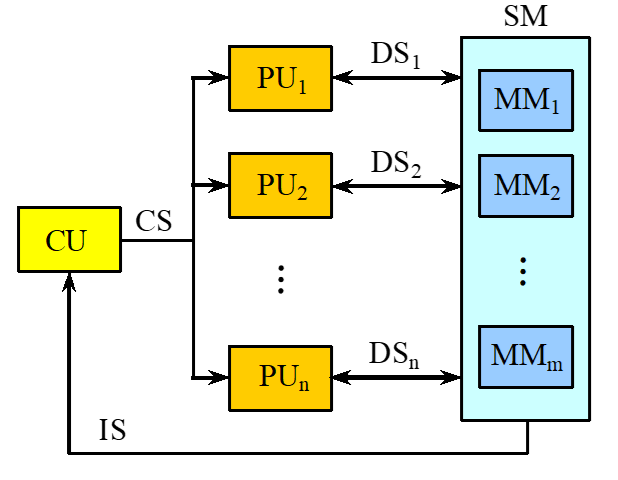 SM
DS₁
PU₁
MM₁
DS₂
PU₂
MM₂
CS
CU
⋮
⋮
DSₙ
PUₙ
MMₘ
IS